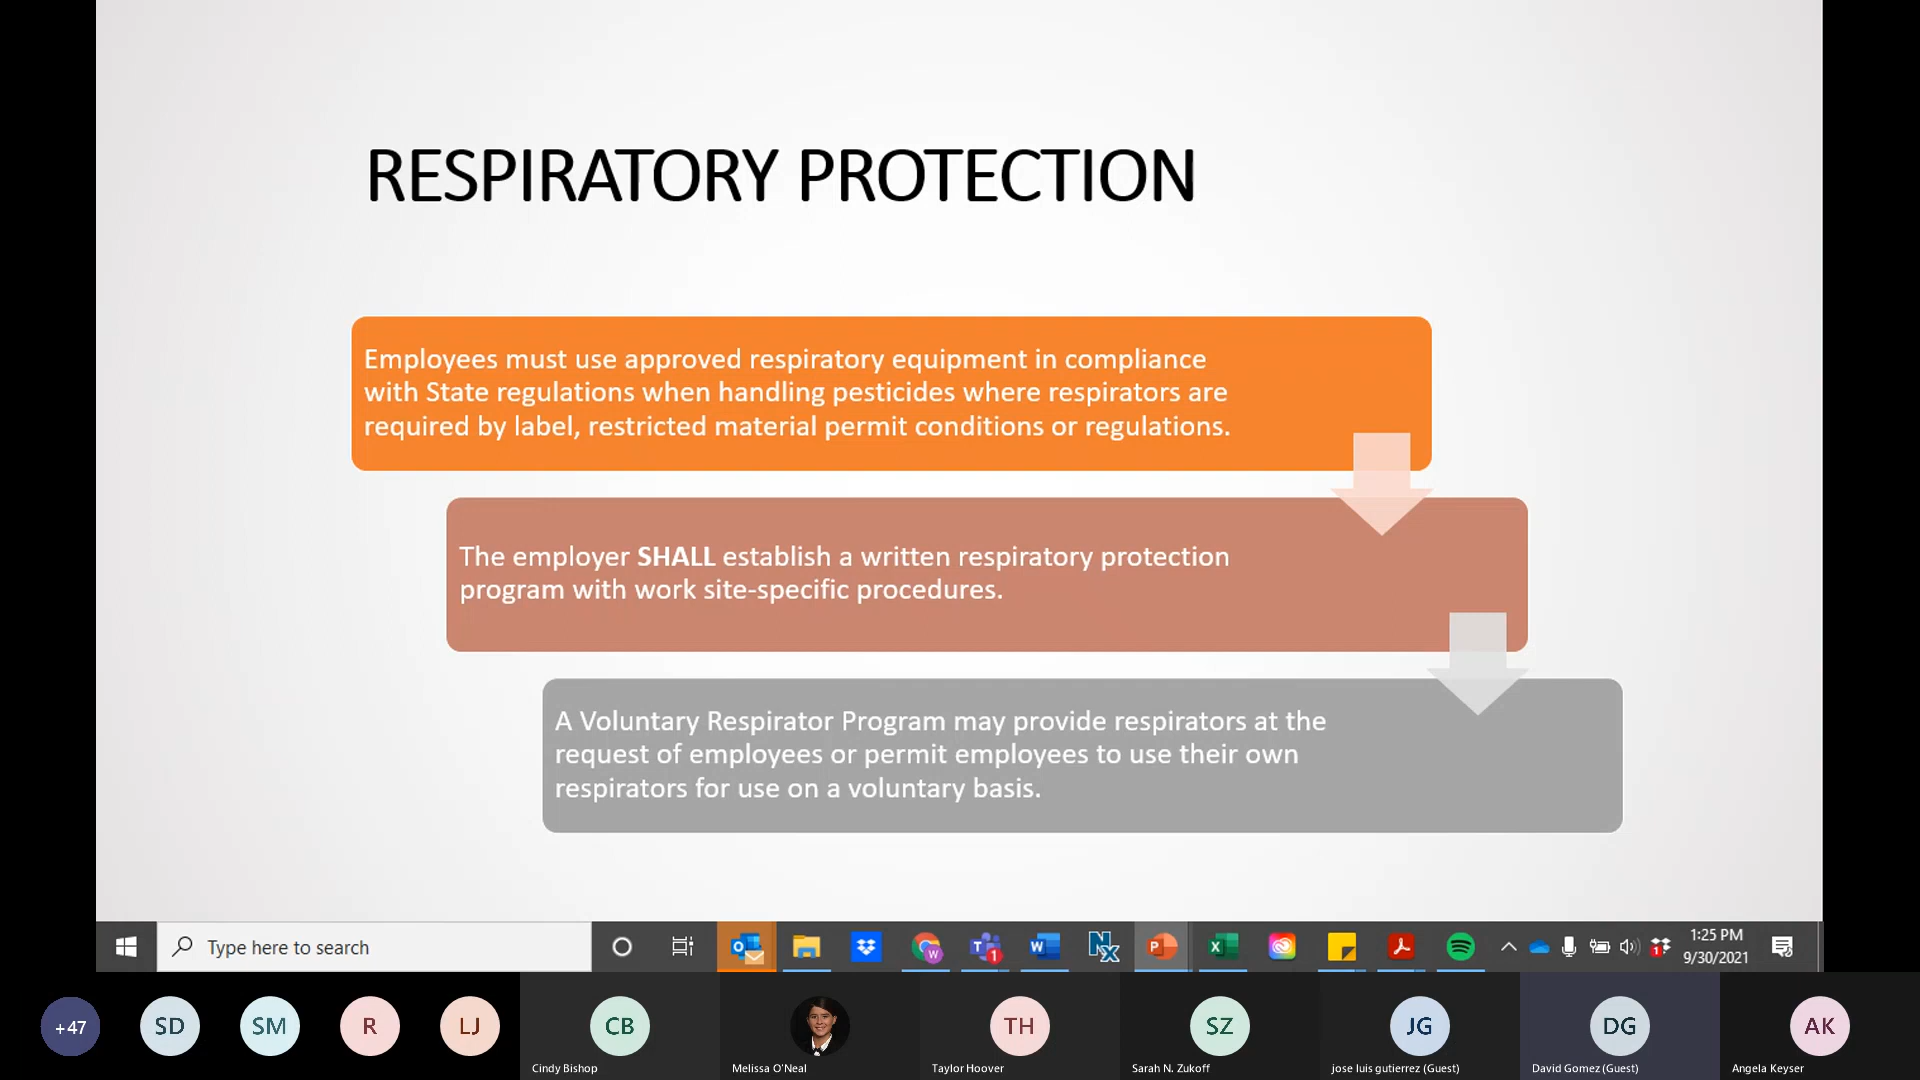 RESPIRATORY PROTECTION
Employees must use approved respiratory equipment in compliance
with State regulations when handling pesticides where respirators are
required by label, restricted material permit conditions or regulations.
The employer SHALL establish a written respiratory protection
program with work site-specific procedures.
A Voluntary Respirator Program may provide respirators at the
request of employees or permit employees to use their own
respirators for use on a voluntary basis.
Type here to search
W
T
1
W
N
X
P
X
1
1:25 PM
9/30/2021
+47
SD
SM
R
LJ
CB
TH
SZ
JG
DG
AK
Cindy Bishop
Melissa O'Neal
Taylor Hoover
Sarah N. Zukoff
jose luis gutierrez (Guest)
David Gomez (Guest)
Angela Keyser